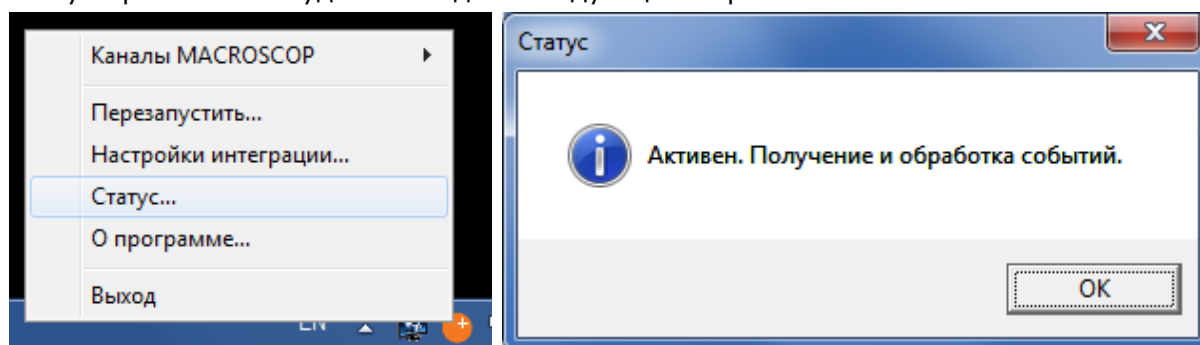 Каналы MACROSCOP
Перезапустить...
Настройки интеграции...
Статус...
О программе...
Выход
EN
Статус
Активен. Получение и обработка событий.
OK